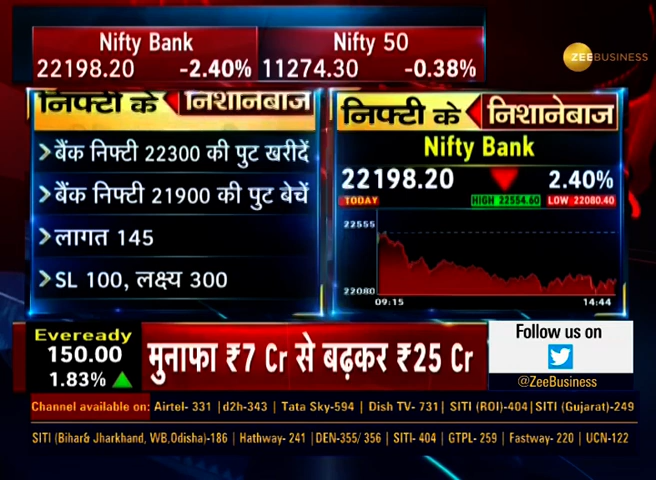 Nifty Bank
22198.20 -2.40%
Nifty 50
11274.30 -0.38%
ZEEBUSINESS
निफ्टी के निशानेबाज
बैंक निफ्टी 22300 की पुट खरीदें
बैंक निफ्टी 21900 की पुट बेचें
लागत 145
SL 100, लक्ष्य 300
निफ्टी के निशानेबाज
Nifty Bank
22198.20 2.40%
TODAY HIGH 22554.60 LOW 22080.40
22555
22080
09:15 14:44
Eveready
150.00
1.83%
मुनाफा ₹7 Cr से बढ़कर ₹25 Cr
Follow us on
@ZeeBusiness
Channel available on: Airtel- 331 | d2h-343 | Tata Sky-594 | Dish TV- 731 | SITI (ROI)-404 | SITI (Gujarat)-249
SITI (Bihar& Jharkhand, WB,Odisha)-186 | Hathway- 241 | DEN-355/ 356 | SITI- 404 | GTPL- 259 | Fastway- 220 | UCN-122